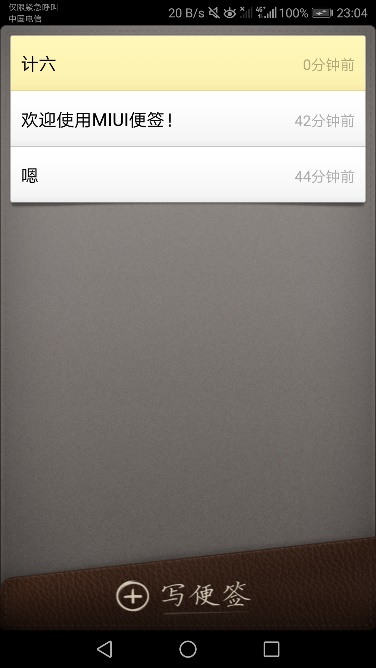 仅限紧急呼叫
中国电信
20 B/s 46 100% 23:04
计六 0分钟前
欢迎使用MIUI便签！ 42分钟前
嗯 44分钟前
写便签